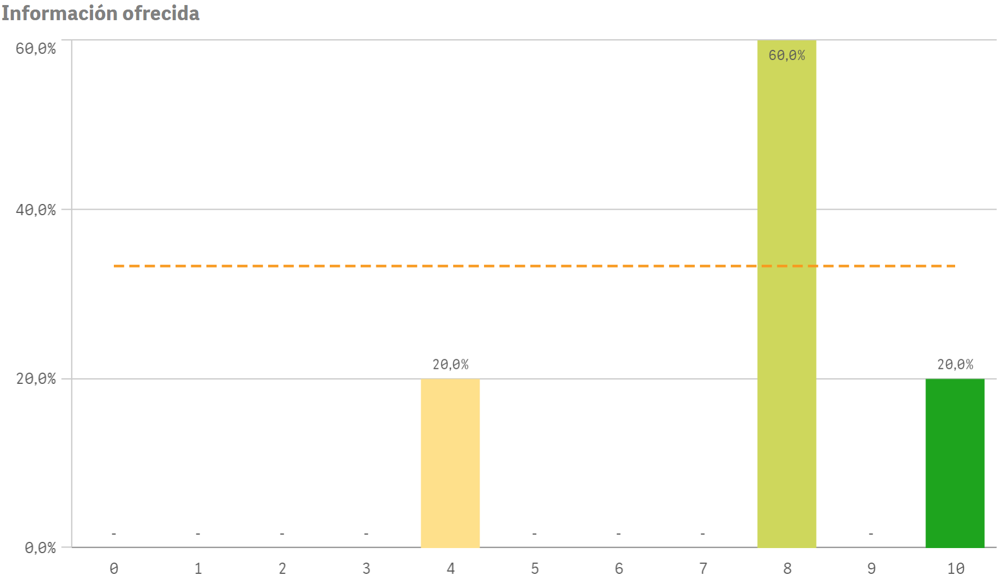 Información ofrecida
60,0%
60,0%
40,0%
20,0%
20,0%
20,0%
- - - - - - - -
0,0%
0 1 2 3 4 5 6 7 8 9 10